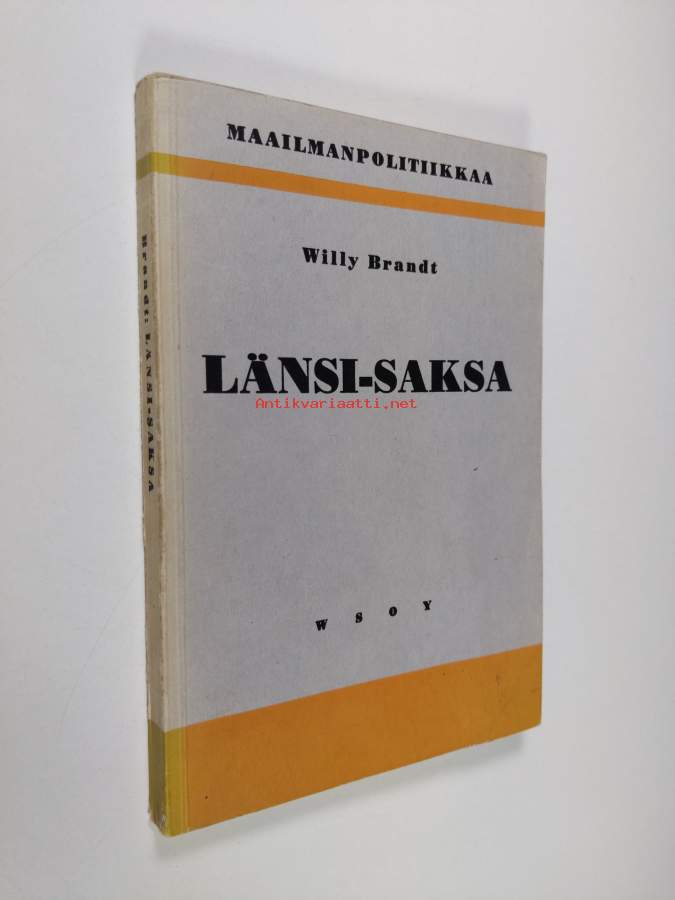 MAAILMANPOLITIIKKAA
Willy Brandt
LÄNSI-SAKSA
Antikvariaatti.net
W S O Y
Brandt: LÄNSI-SAKSA